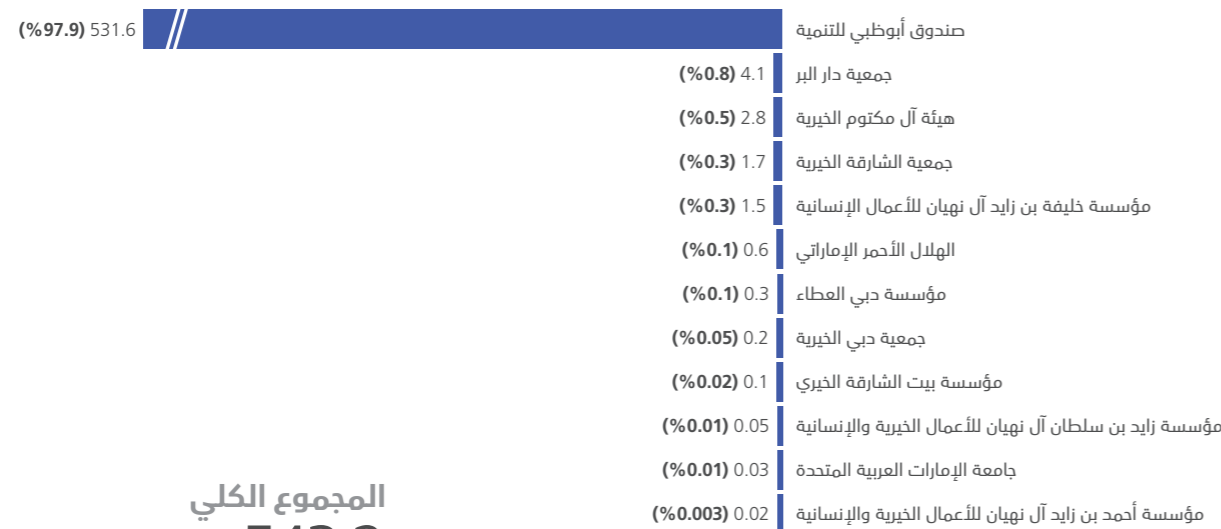 صندوق أبوظبي للتنمية 531.6 (%97.9)
جمعية دار البر 4.1 (%0.8)
هيئة آل مكتوم الخيرية 2.8 (%0.5)
جمعية الشارقة الخيرية 1.7 (%0.3)
مؤسسة خليفة بن زايد آل نهيان للأعمال الإنسانية 1.5 (%0.3)
الهلال الأحمر الإماراتي 0.6 (%0.1)
مؤسسة دبي العطاء 0.3 (%0.1)
جمعية دبي الخيرية 0.2 (%0.05)
مؤسسة بيت الشارقة الخيري 0.1 (%0.02)
مؤسسة زايد بن سلطان آل نهيان للأعمال الخيرية والإنسانية 0.05 (%0.01)
جامعة الإمارات العربية المتحدة 0.03 (%0.01)
مؤسسة أحمد بن زايد آل نهيان للأعمال الخيرية والإنسانية 0.02 (%0.003)
المجموع الكلي